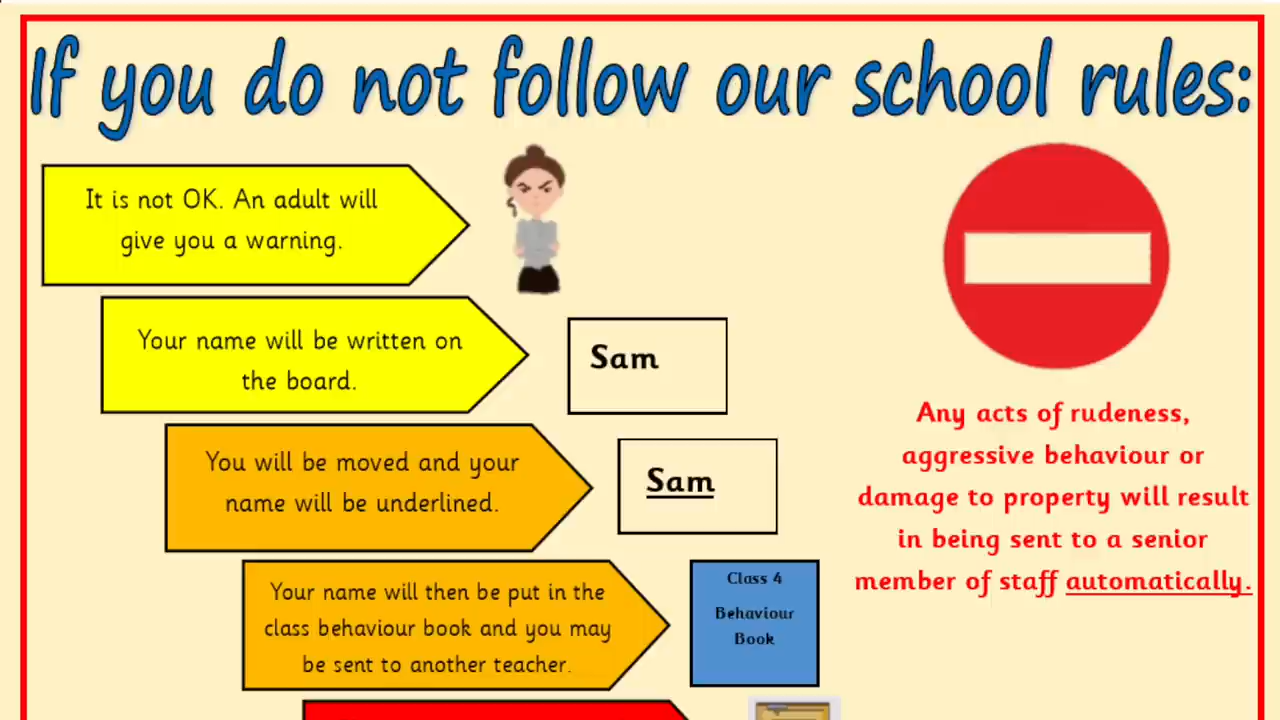 If you do not follow our school rules:
It is not OK. An adult will
give you a warning.
Your name will be written on
the board.
Sam
You will be moved and your
name will be underlined.
Sam
Your name will then be put in the
class behaviour book and you may
be sent to another teacher.
Class 4
Behaviour
Book
Any acts of rudeness,
aggressive behaviour or
damage to property will result
in being sent to a senior
member of staff automatically.